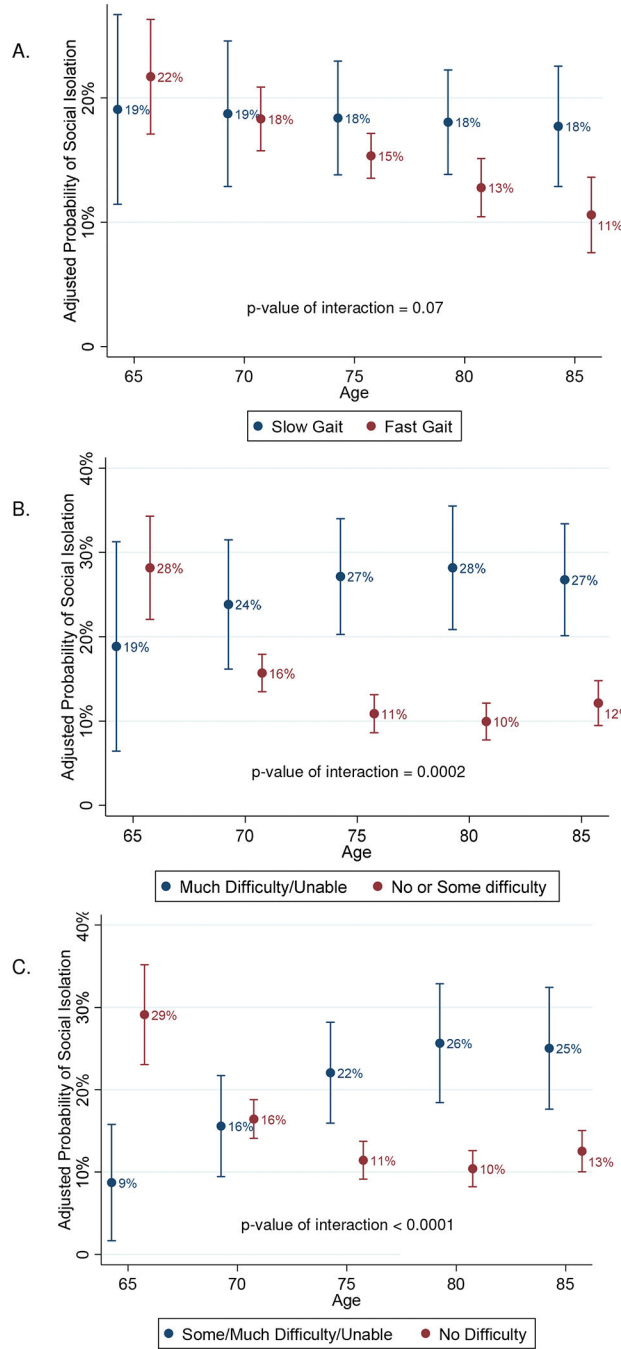 A.
Adjusted Probability of Social Isolation
20%
10%
0
19%
22%
19%
18%
18%
15%
18%
13%
18%
11%
p-value of interaction = 0.07
65 70 75 80 85
Age
Slow Gait Fast Gait
B.
Adjusted Probability of Social Isolation
40%
30%
20%
10%
0
19%
28%
24%
16%
27%
11%
28%
10%
27%
12%
p-value of interaction = 0.0002
65 70 75 80 85
Age
Much Difficulty/Unable No or Some difficulty
C.
Adjusted Probability of Social Isolation
40%
30%
20%
10%
0
9%
29%
16%
16%
22%
11%
26%
10%
25%
13%
p-value of interaction < 0.0001
65 70 75 80 85
Age
Some/Much Difficulty/Unable No Difficulty